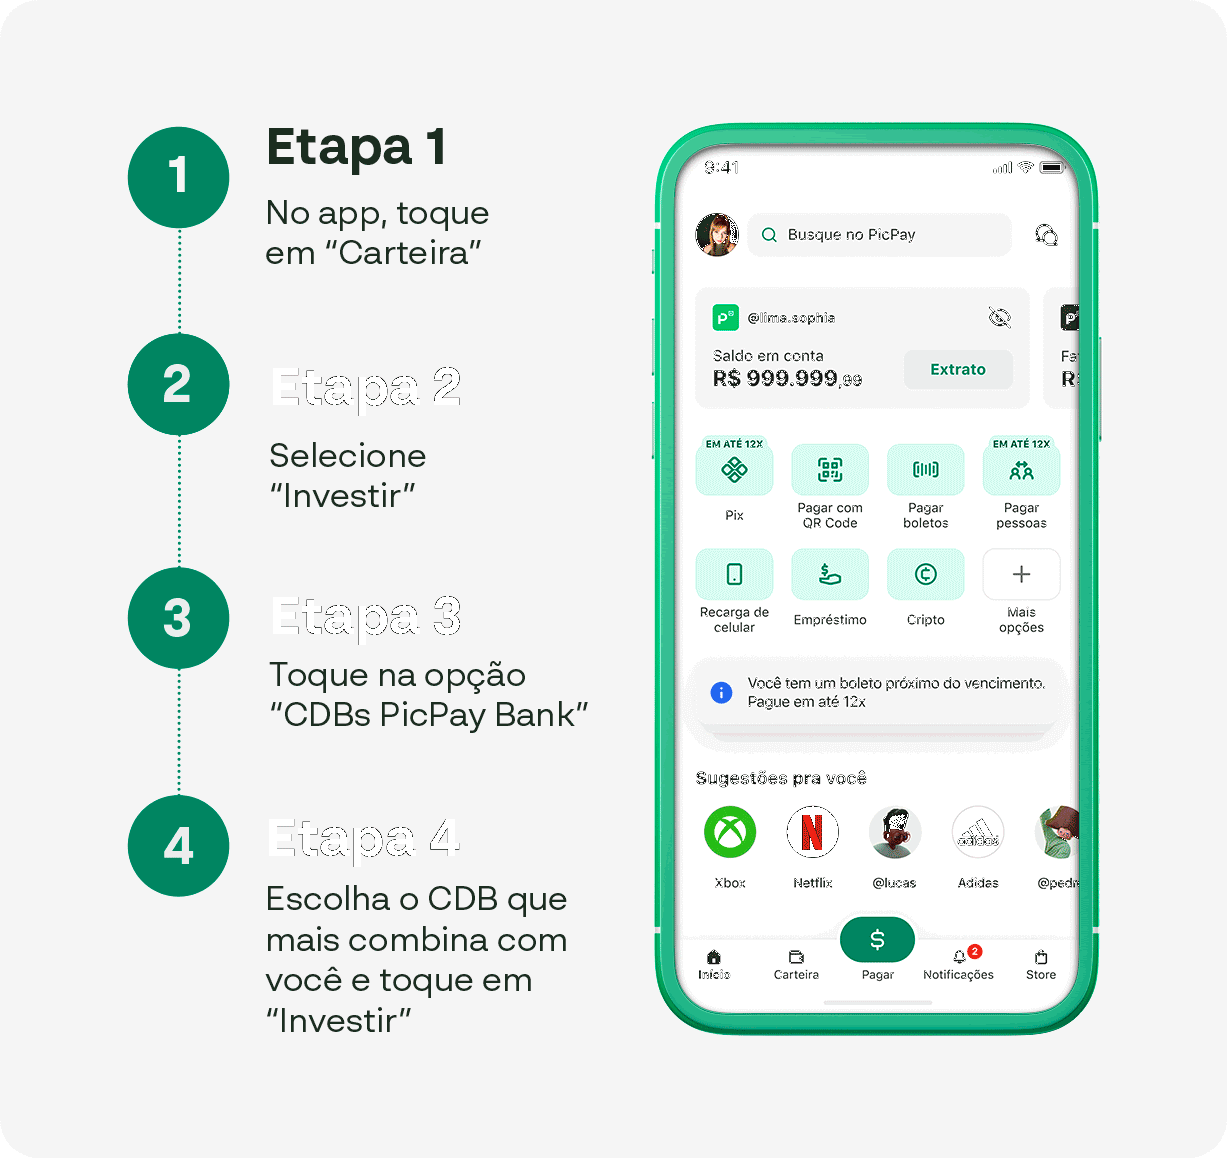 1
Etapa 1
No app, toque
em “Carteira”
2
Etapa 2
Selecione
“Investir”
3
Etapa 3
Toque na opção
“CDBs PicPay Bank”
4
Etapa 4
Escolha o CDB que
mais combina com
você e toque em
“Investir”
9:41
Busque no PicPay
@lima.sophia
Saldo em conta
R$ 999.999,99
Extrato
EM ATÉ 12X
EM ATÉ 12X
Pix
Pagar com
QR Code
Pagar
boletos
Pagar
pessoas
Recarga de
celular
Empréstimo
Cripto
Mais
opções
Você tem um boleto próximo do vencimento.
Pague em até 12x
Sugestões pra você
adidas
Xbox
Netflix
@lucas
Adidas
@pedr
2
Início
Carteira
Pagar
Notificações
Store